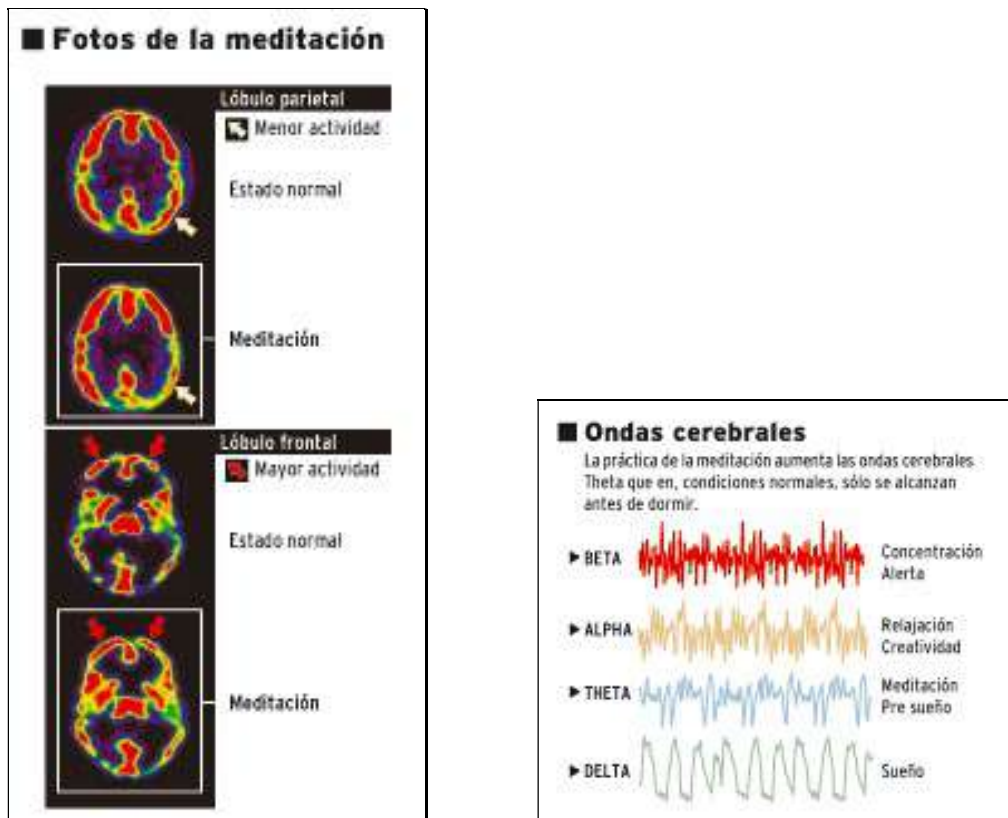 ■ Fotos de la meditación
Lóbulo parietal
Menor actividad
Estado normal
Meditación
Lóbulo frontal
Mayor actividad
Estado normal
Meditación
■ Ondas cerebrales
La práctica de la meditación aumenta las ondas cerebrales
Theta que en, condiciones normales, sólo se alcanzan
antes de dormir.
▶ BETA
Concentración
Alerta
▶ ALPHA
Relajación
Creatividad
▶ THETA
Meditación
Pre sueño
▶ DELTA
Sueño